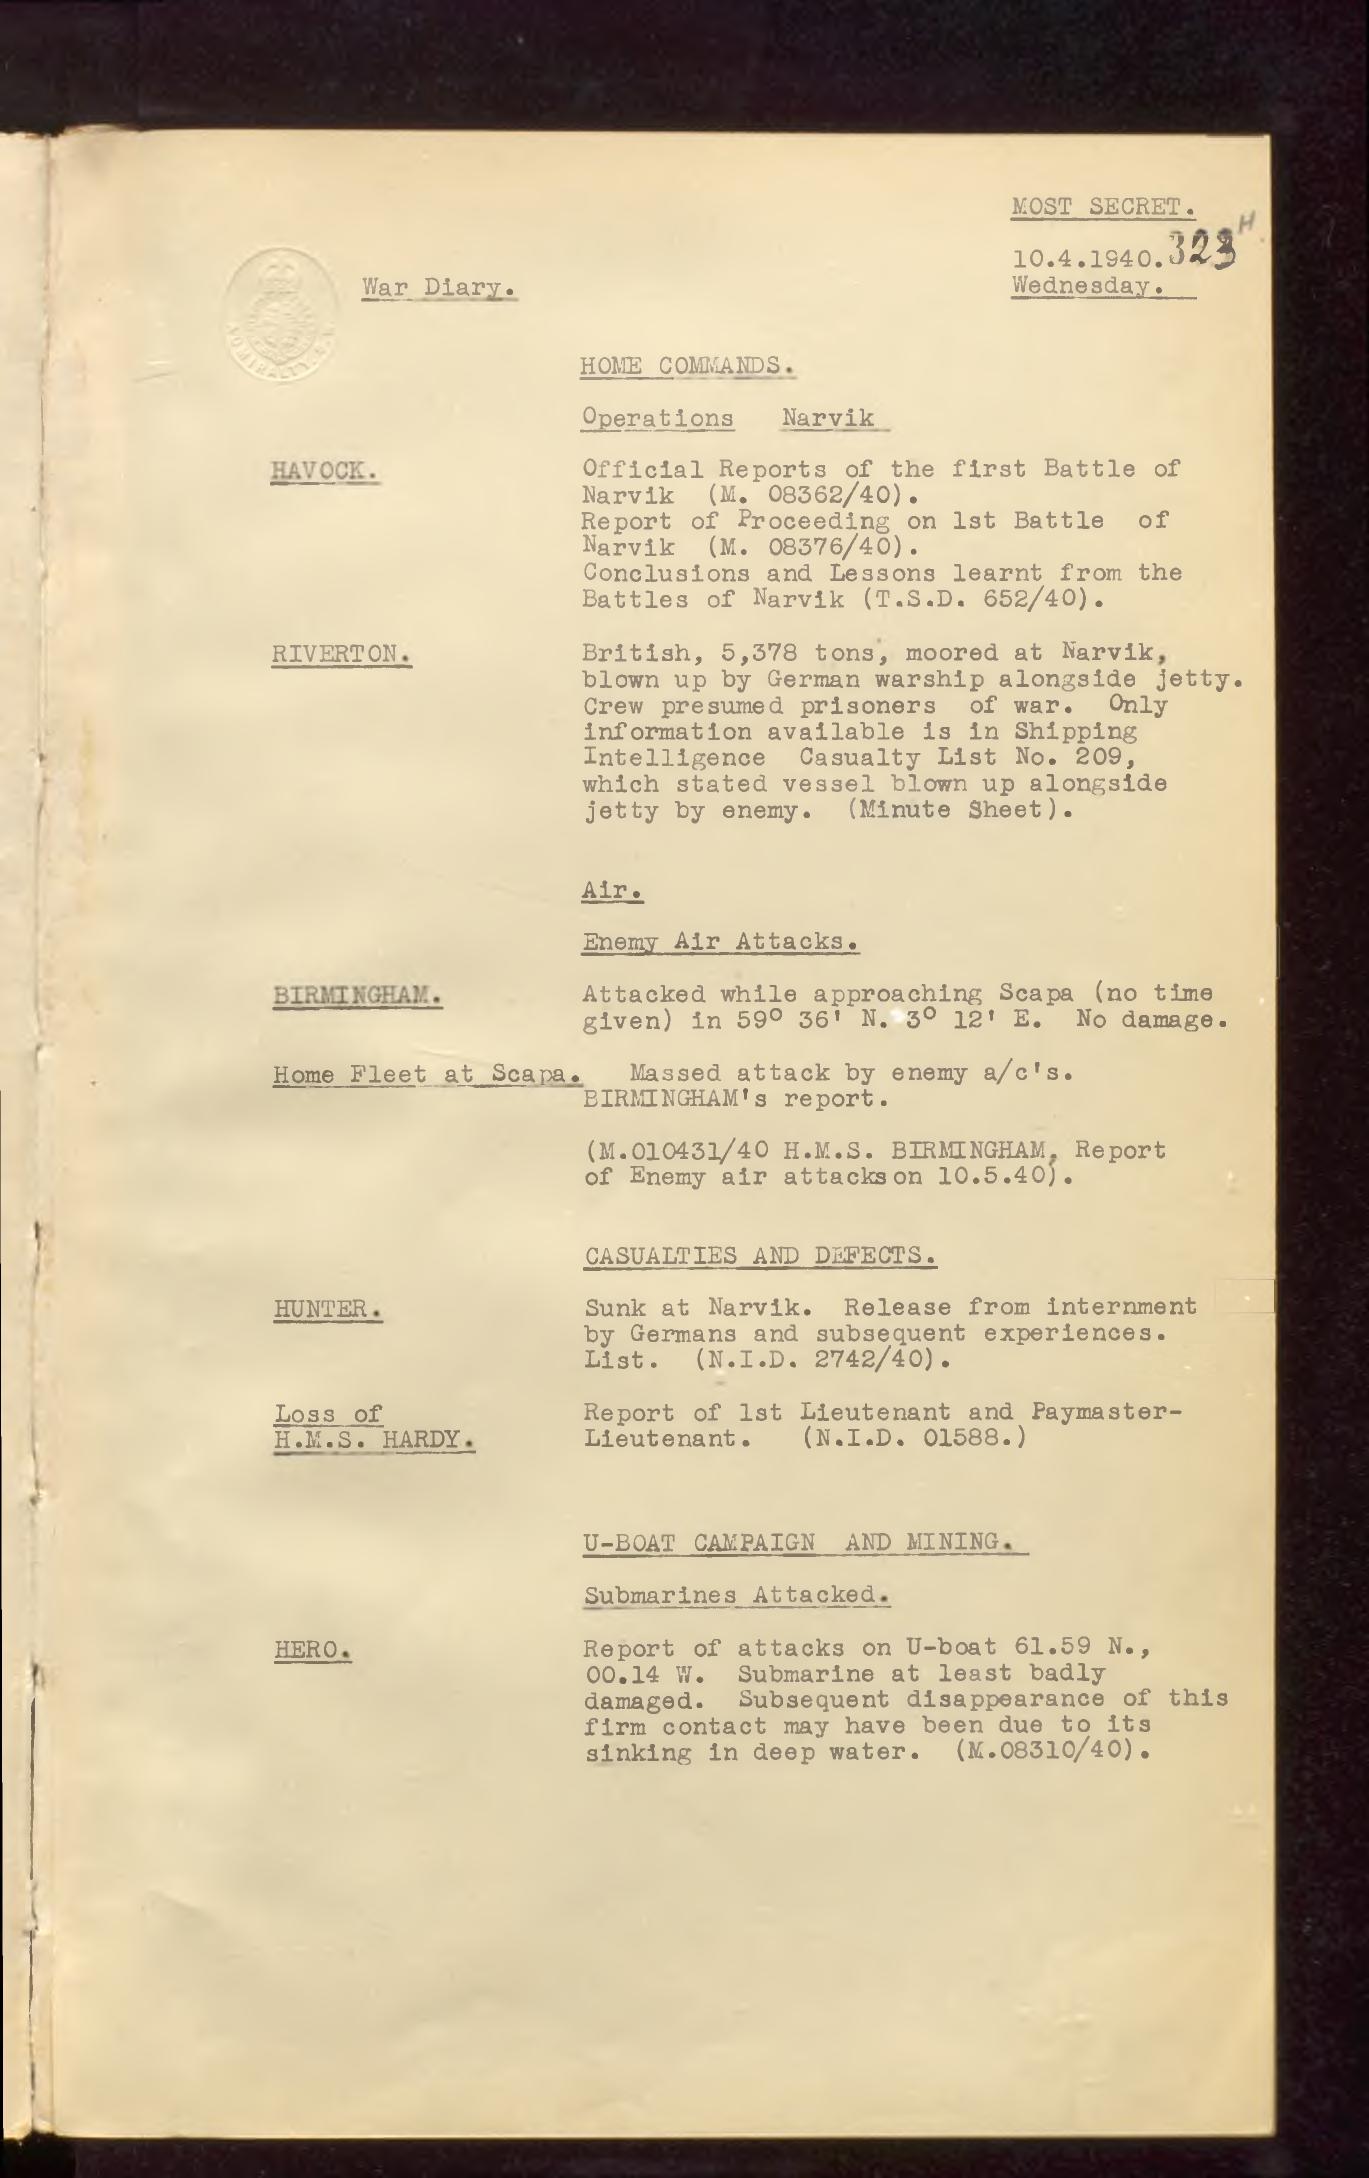 MOST SECRET.
10.4.1940. 323 H
Wednesday.
War Diary.
ADMIRALTY. S.
HOME COMMANDS.
Operations Narvik
HAVOCK. Official Reports of the first Battle of
Narvik (M. 08362/40).
Report of Proceeding on 1st Battle of
Narvik (M. 08376/40).
Conclusions and Lessons learnt from the
Battles of Narvik (T.S.D. 652/40).
RIVERTON. British, 5,378 tons, moored at Narvik,
blown up by German warship alongside jetty.
Crew presumed prisoners of war. Only
information available is in Shipping
Intelligence Casualty List No. 209,
which stated vessel blown up alongside
jetty by enemy. (Minute Sheet).
Air.
Enemy Air Attacks.
BIRMINGHAM. Attacked while approaching Scapa (no time
given) in 59° 36' N. 3° 12' E. No damage.
Home Fleet at Scapa. Massed attack by enemy a/c's.
BIRMINGHAM's report.
(M.010431/40 H.M.S. BIRMINGHAM, Report
of Enemy air attacks on 10.5.40).
CASUALTIES AND DEFECTS.
HUNTER. Sunk at Narvik. Release from internment
by Germans and subsequent experiences.
List. (N.I.D. 2742/40).
Loss of Report of 1st Lieutenant and Paymaster-
H.M.S. HARDY. Lieutenant. (N.I.D. 01588.)
U-BOAT CAMPAIGN AND MINING.
Submarines Attacked.
HERO. Report of attacks on U-boat 61.59 N.,
00.14 W. Submarine at least badly
damaged. Subsequent disappearance of this
firm contact may have been due to its
sinking in deep water. (M.08310/40).